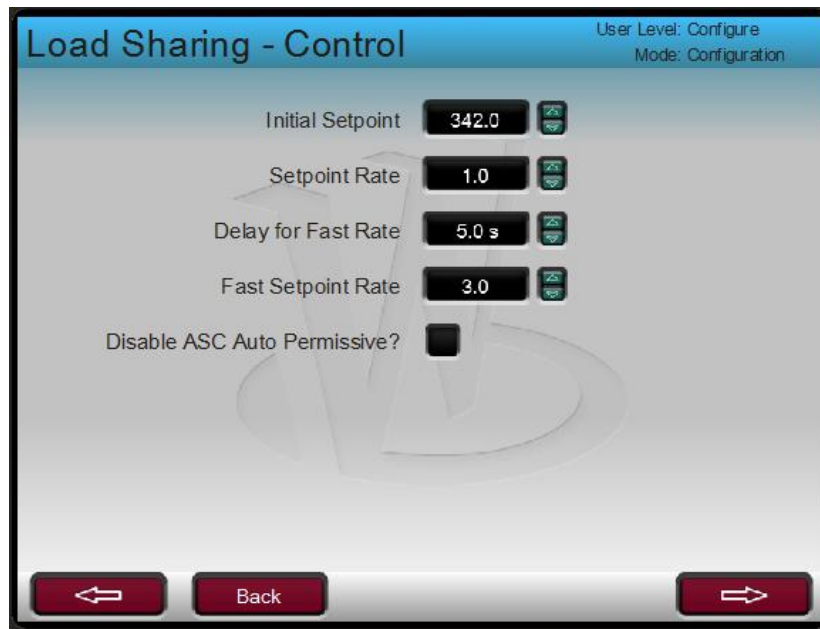 Load Sharing - Control
User Level: Configure
Mode: Configuration
Initial Setpoint 342.0
Setpoint Rate 1.0
Delay for Fast Rate 5.0 s
Fast Setpoint Rate 3.0
Disable ASC Auto Permissive?
Back